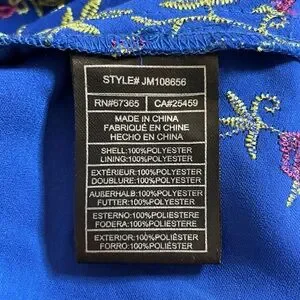 STYLE# JM108656
RN#67365 CA#25459
MADE IN CHINA
FABRIQUÉ EN CHINE
HECHO EN CHINA
SHELL:100%POLYESTER
LINING:100%POLYESTER
EXTÉRIEUR:100%POLYESTER
DOUBLURE:100%POLYESTER
AUßERHALB:100%POLYESTER
FUTTER:100%POLYESTER
ESTERNO:100%POLIESTERE
FODERA:100%POLIESTERE
EXTERIOR:100%POLIÉSTER
FORRO:100%POLIÉSTER